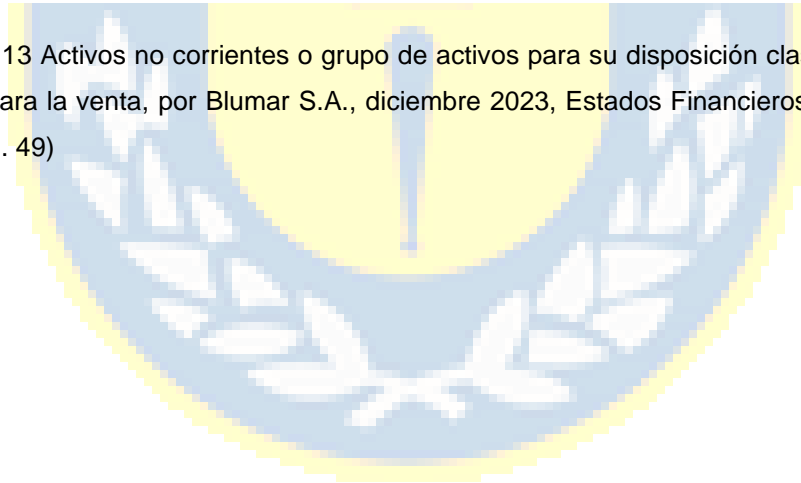 13 Activos no corrientes o grupo de activos para su disposición cla
ara la venta, por Blumar S.A., diciembre 2023, Estados Financieros
. 49)